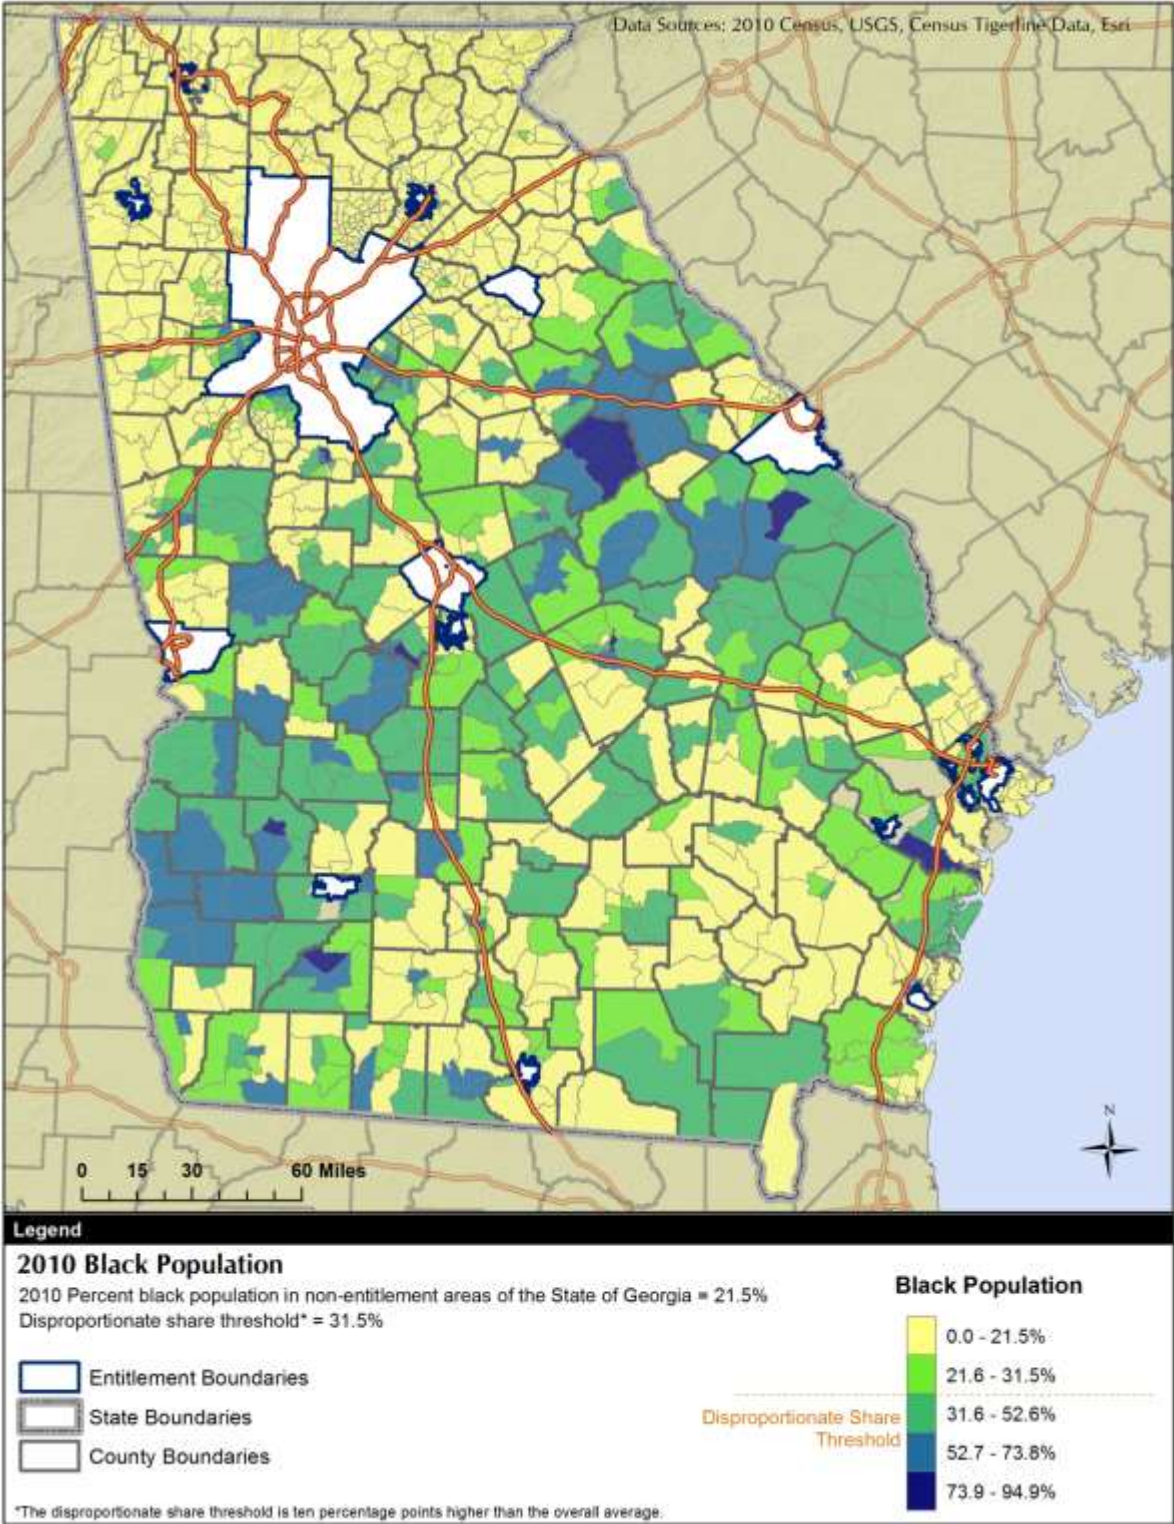 Data Sources: 2010 Census, USGS, Census Tigerline Data, Esri
N
0 15 30 60 Miles
Legend
2010 Black Population
2010 Percent black population in non-entitlement areas of the State of Georgia = 21.5%
Disproportionate share threshold* = 31.5%
Entitlement Boundaries
State Boundaries
County Boundaries
*The disproportionate share threshold is ten percentage points higher than the overall average.
Black Population
0.0 - 21.5%
21.6 - 31.5%
Disproportionate Share
Threshold
31.6 - 52.6%
52.7 - 73.8%
73.9 - 94.9%